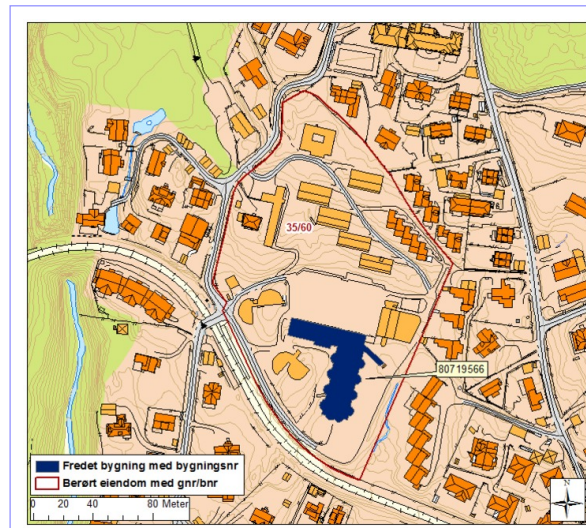 35/60
80719566
Fredet bygning med bygningsnr
Berørt eiendom med gnr/bnr
0 20 40 80 Meter
N